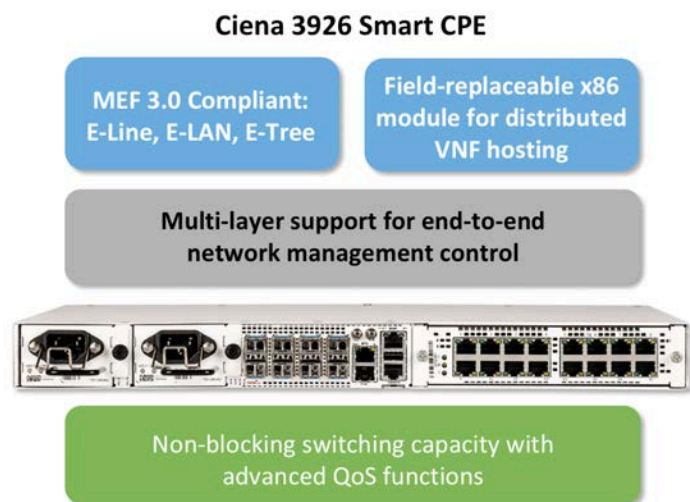 Ciena 3926 Smart CPE
MEF 3.0 Compliant:
E-Line, E-LAN, E-Tree
Field-replaceable x86
module for distributed
VNF hosting
Multi-layer support for end-to-end
network management control
Non-blocking switching capacity with
advanced QoS functions